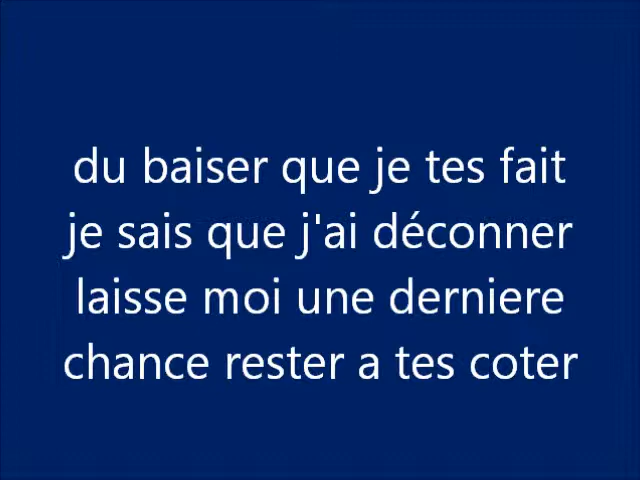 du baiser que je tes fait
je sais que j'ai déconner
laisse moi une derniere
chance rester a tes coter